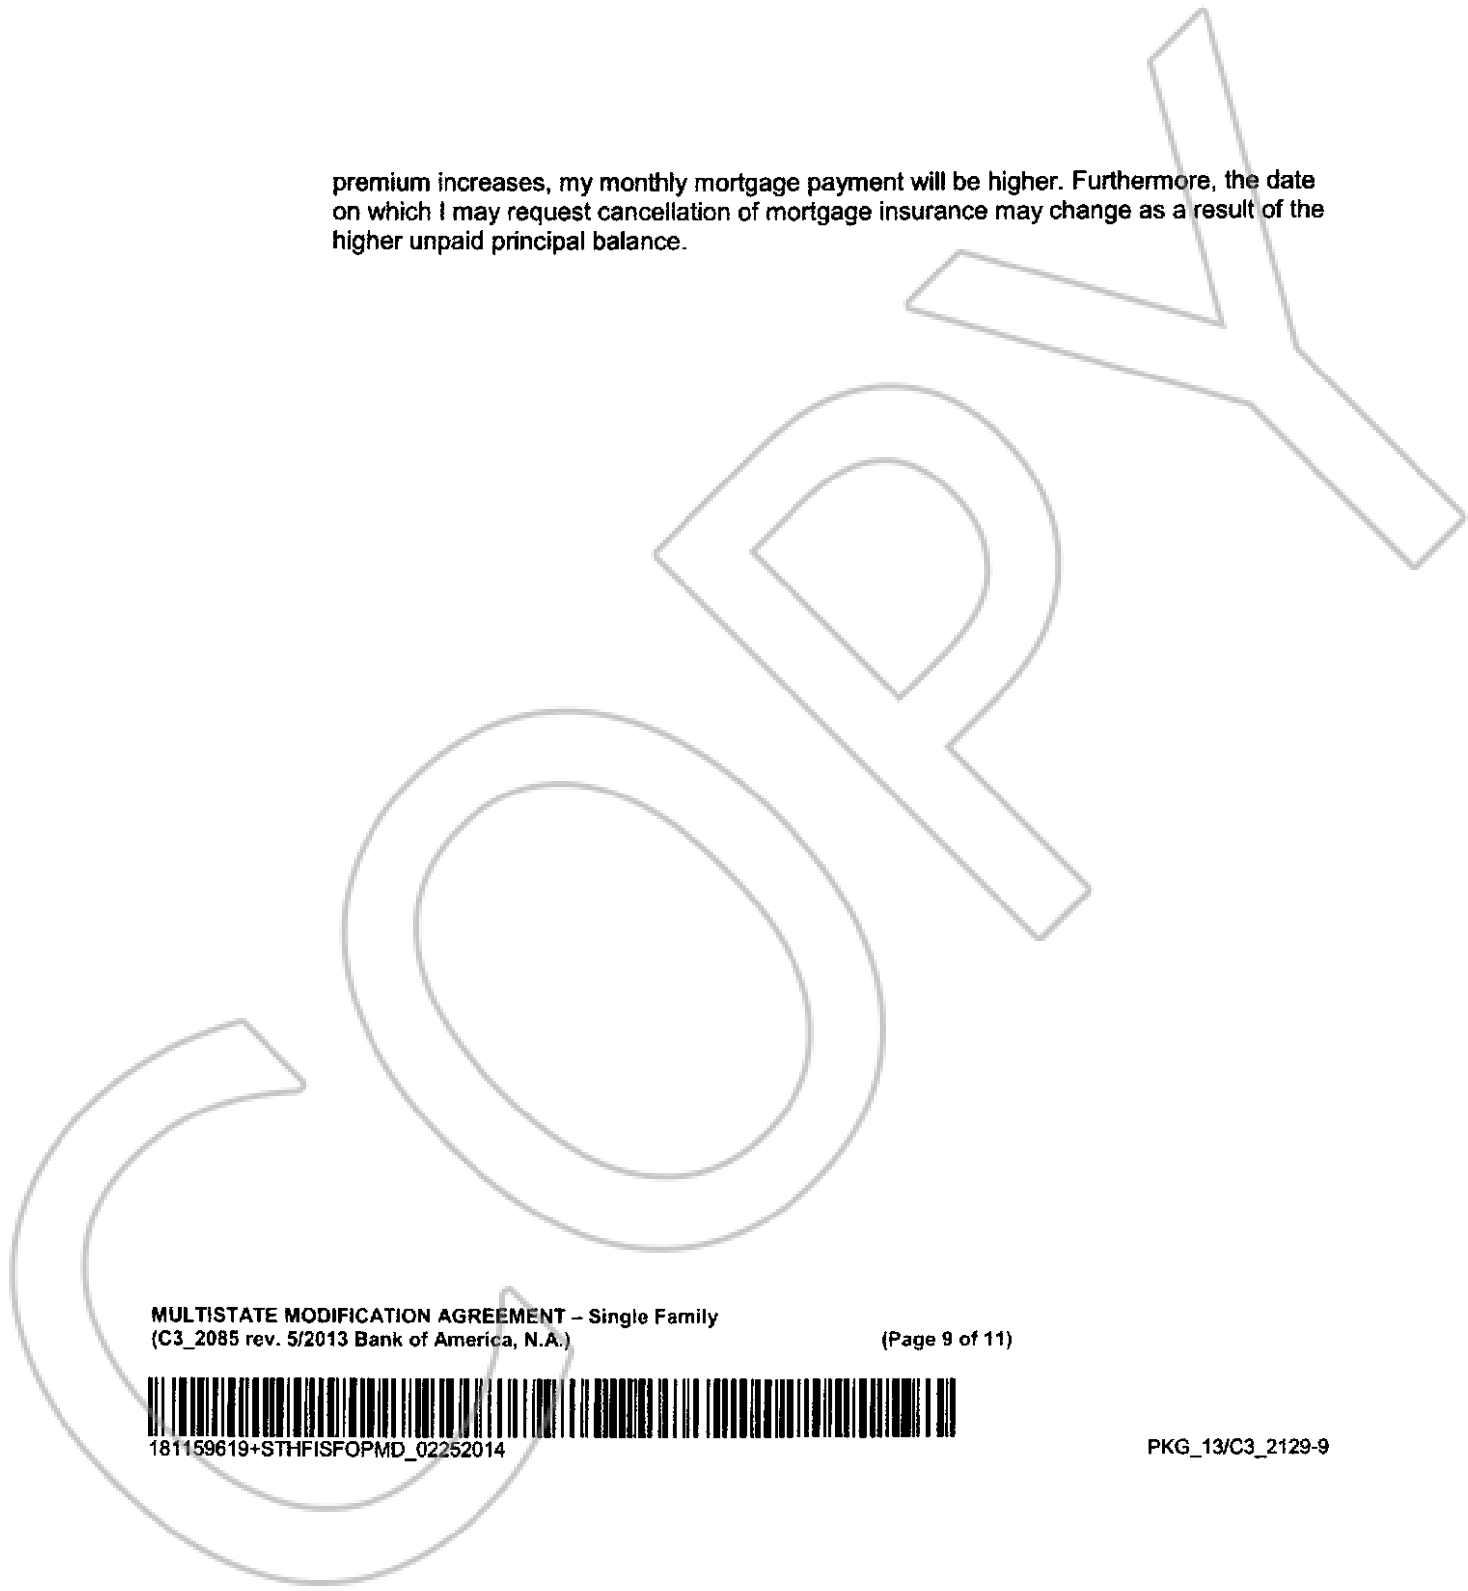 premium increases, my monthly mortgage payment will be higher. Furthermore, the date
on which I may request cancellation of mortgage insurance may change as a result of the
higher unpaid principal balance.
COPY
MULTISTATE MODIFICATION AGREEMENT – Single Family
(C3_2085 rev. 5/2013 Bank of America, N.A.) (Page 9 of 11)
181159619+STHFISFOPMD_02252014 PKG_13/C3_2129-9